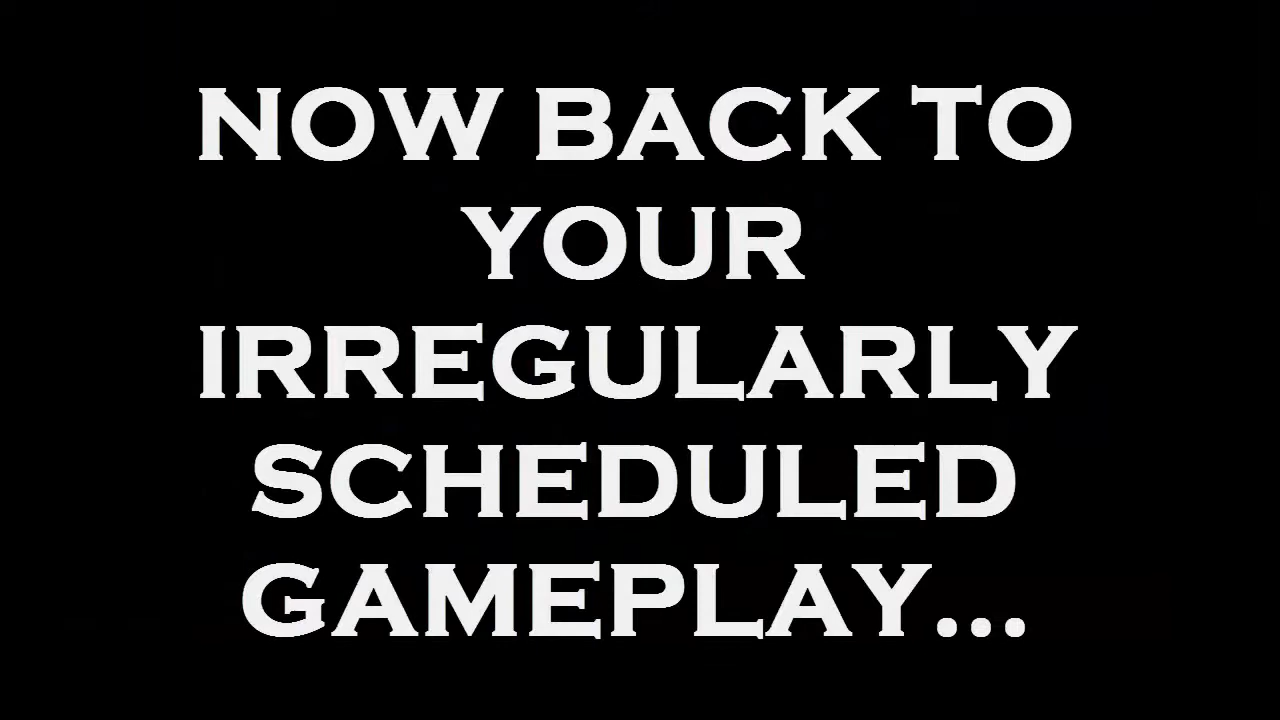 NOW BACK TO
YOUR
IRREGULARLY
SCHEDULED
GAMEPLAY...